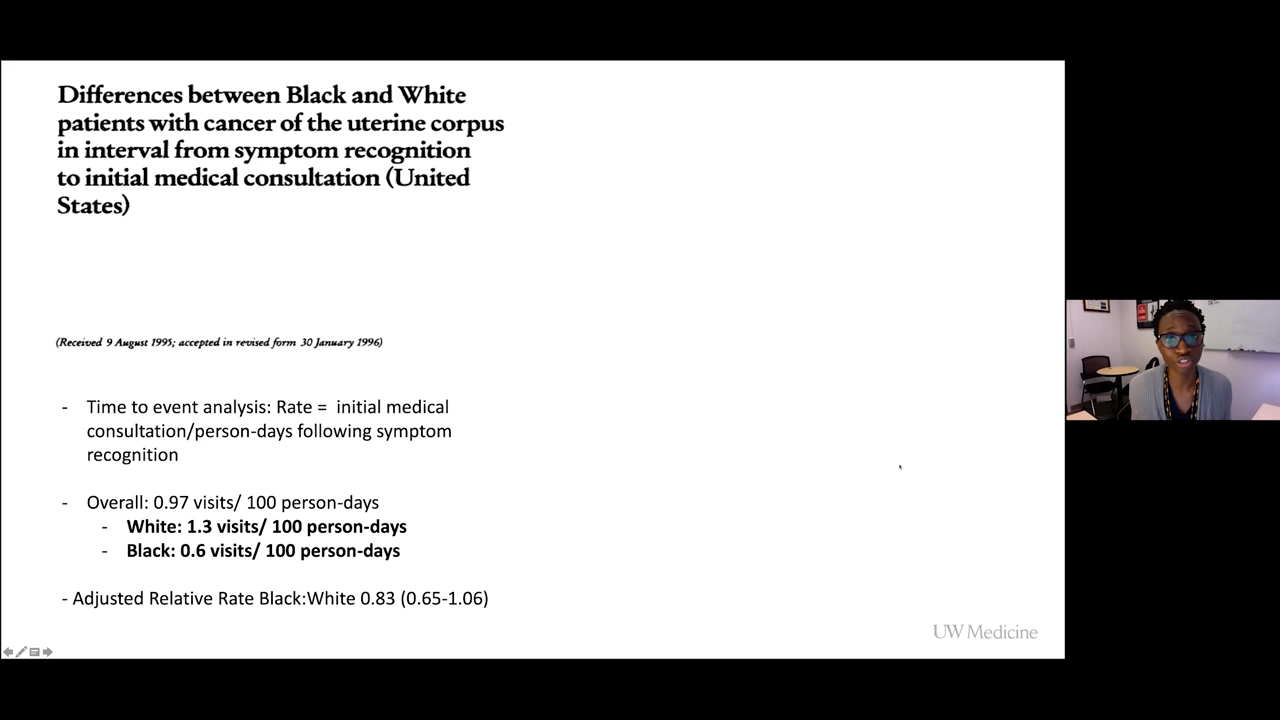 Differences between Black and White
patients with cancer of the uterine corpus
in interval from symptom recognition
to initial medical consultation (United
States)
(Received 9 August 1995; accepted in revised form 30 January 1996)
- Time to event analysis: Rate = initial medical
consultation/person-days following symptom
recognition
- Overall: 0.97 visits/ 100 person-days
- White: 1.3 visits/ 100 person-days
- Black: 0.6 visits/ 100 person-days
- Adjusted Relative Rate Black:White 0.83 (0.65-1.06)
UW Medicine